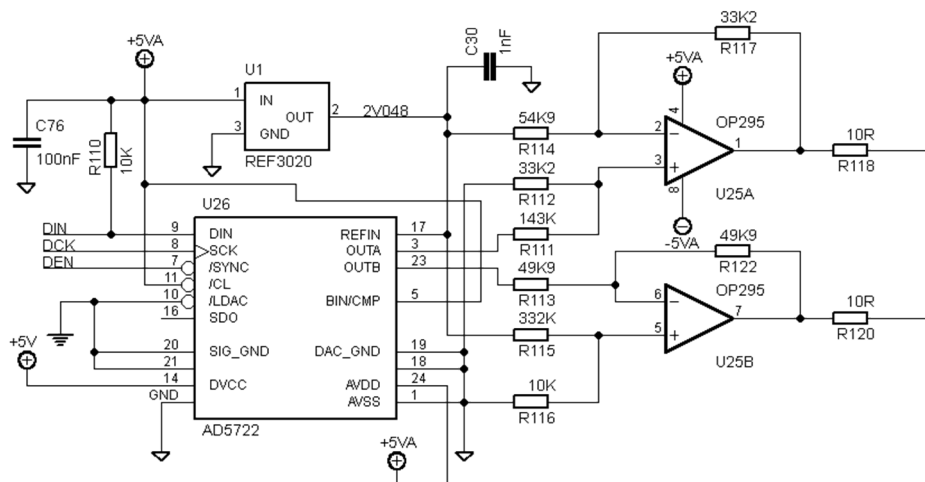 +5VA
C76
100nF
R110
10K
U1
1 IN
OUT 2
3 GND
REF3020
2V048
C30
1nF
33K2
R117
+5VA
54K9
R114
33K2
R112
143K
R111
4
2 −
3 +
8
1
OP295
U25A
-5VA
10R
R118
U26
DIN 9 DIN
DCK 8 SCK
DEN 7 /SYNC
11 /CL
10 /LDAC
16 SDO
+5V
20 SIG_GND
21
14 DVCC
GND
REFIN 17
OUTA 3
OUTB 23
BIN/CMP 5
DAC_GND 19
18
AVDD 24
AVSS 1
AD5722
+5VA
49K9
R113
332K
R115
10K
R116
49K9
R122
6 −
5 +
7
OP295
U25B
10R
R120